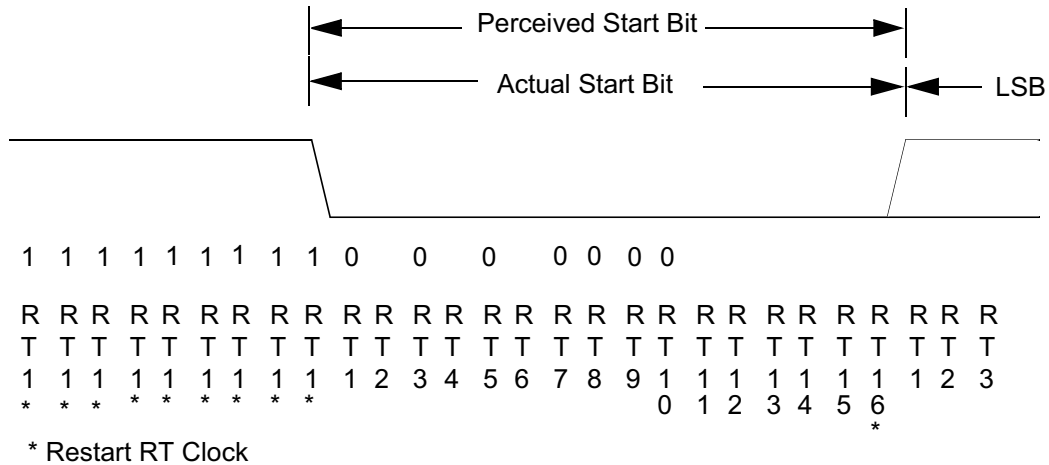 Perceived Start Bit
Actual Start Bit
LSB
1 1 1 1 1 1 1 1 1 0 0 0 0 0 0 0
R R R R R R R R R R R R R R R R R R R R R R R R R R R R
T T T T T T T T T T T T T T T T T T T T T T T T T T T T
1 1 1 1 1 1 1 1 1 1 2 3 4 5 6 7 8 9 1 1 1 1 1 1 1 1 2 3
* * * * * * * * * 0 1 2 3 4 5 6
*
* Restart RT Clock